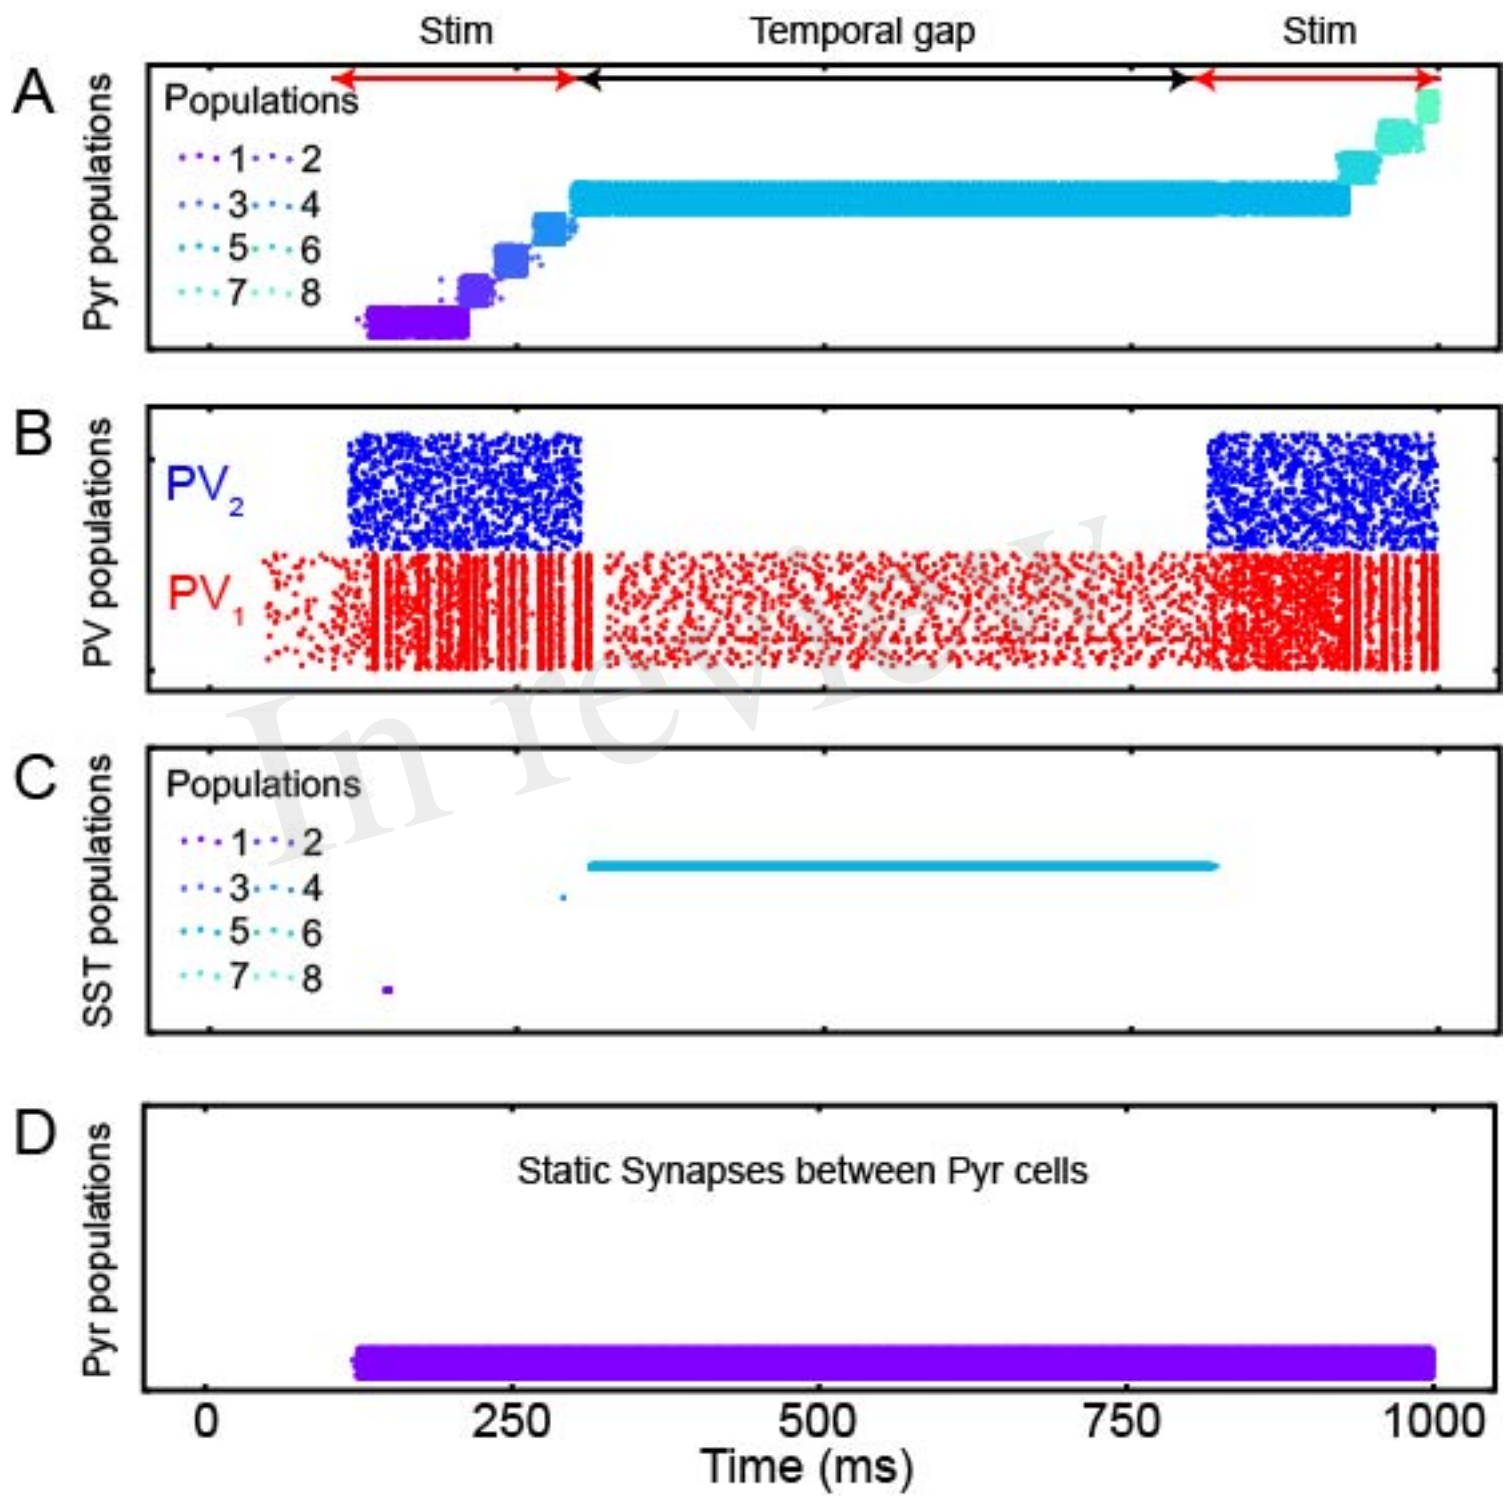 Stim Temporal gap Stim
A
Pyr populations
Populations
1 2
3 4
5 6
7 8
B
PV populations
PV2
PV1
In review
C
SST populations
Populations
1 2
3 4
5 6
7 8
D
Pyr populations
Static Synapses between Pyr cells
0 250 500 750 1000
Time (ms)